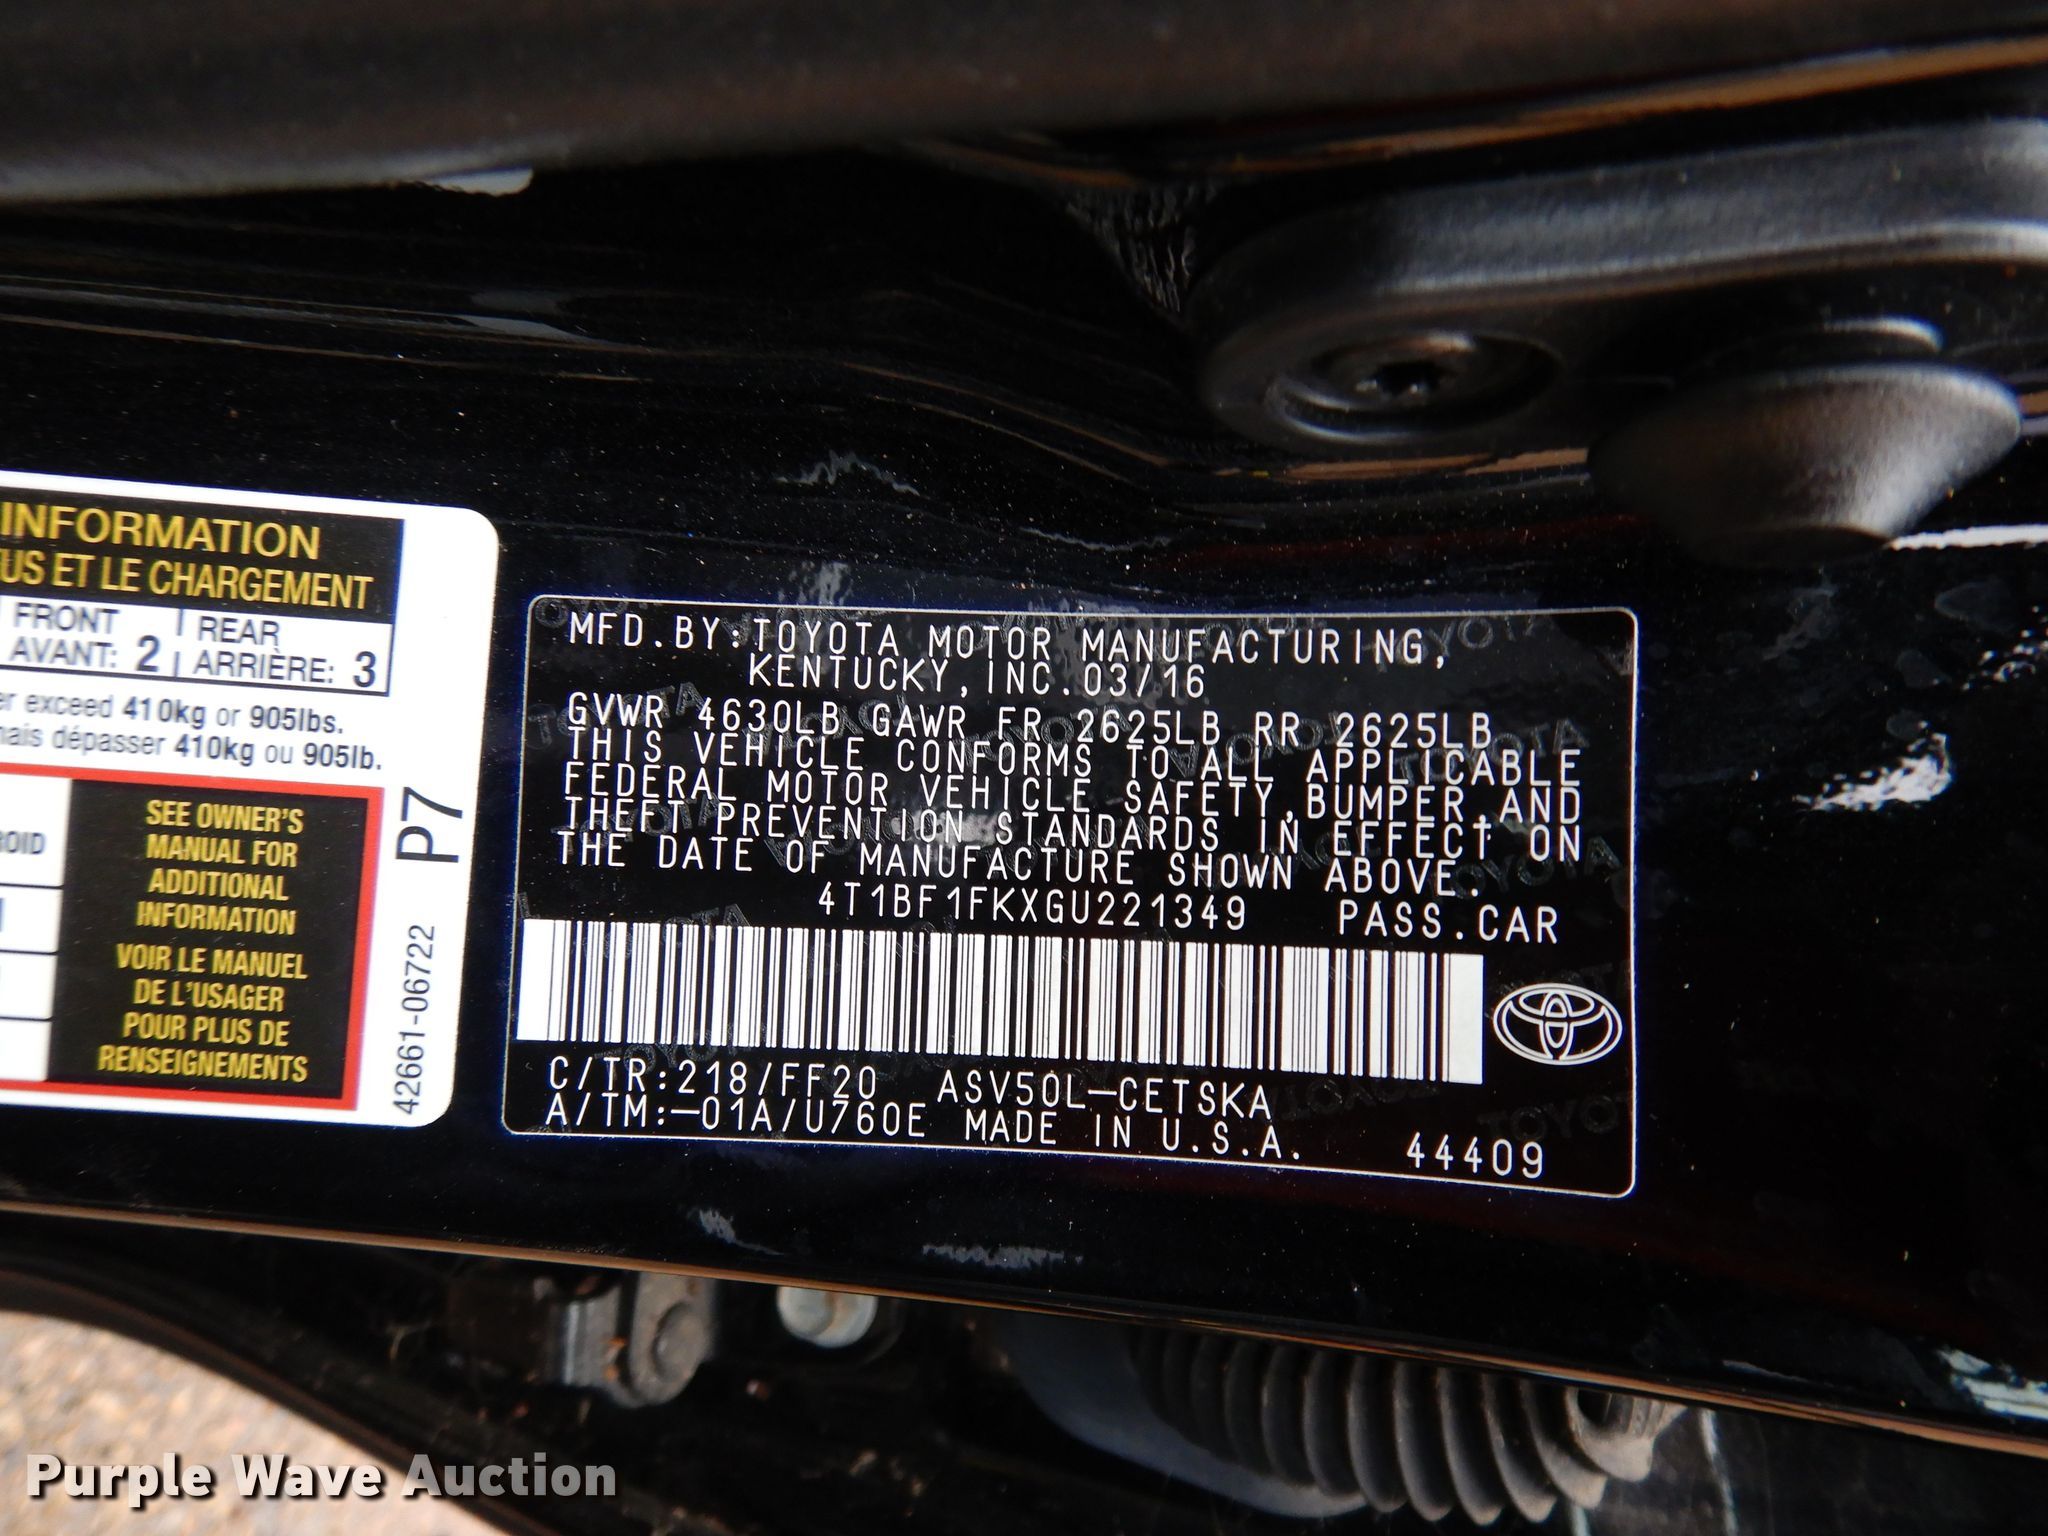 INFORMATION
US ET LE CHARGEMENT
FRONT
AVANT: 2
REAR
ARRIÈRE: 3
exceed 410kg or 905lbs.
mais dépasser 410kg ou 905lb.
SEE OWNER'S
MANUAL FOR
ADDITIONAL
INFORMATION
VOIR LE MANUEL
DE L'USAGER
POUR PLUS DE
RENSEIGNEMENTS
P7
42661-06722
MFD.BY:TOYOTA MOTOR MANUFACTURING,
KENTUCKY,INC.03/16
GVWR 4630LB GAWR FR 2625LB RR 2625LB
THIS VEHICLE CONFORMS TO ALL APPLICABLE
FEDERAL MOTOR VEHICLE SAFETY,BUMPER,AND
THEFT PREVENTION STANDARDS IN EFFECT ON
THE DATE OF MANUFACTURE SHOWN ABOVE.
4T1BF1FKXGU221349 PASS.CAR
C/TR:218/FF20 ASV50L-CETSKA
A/TM:-01A/U760E MADE IN U.S.A. 44409
Purple Wave Auction